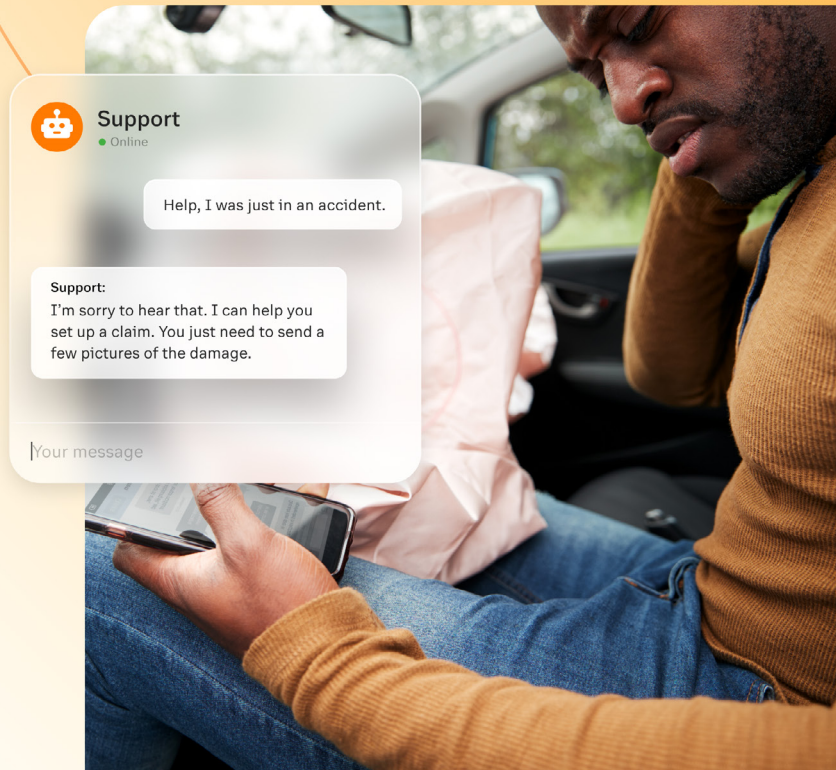 Support
Online
Help, I was just in an accident.
Support:
I'm sorry to hear that. I can help you
set up a claim. You just need to send a
few pictures of the damage.
Your message